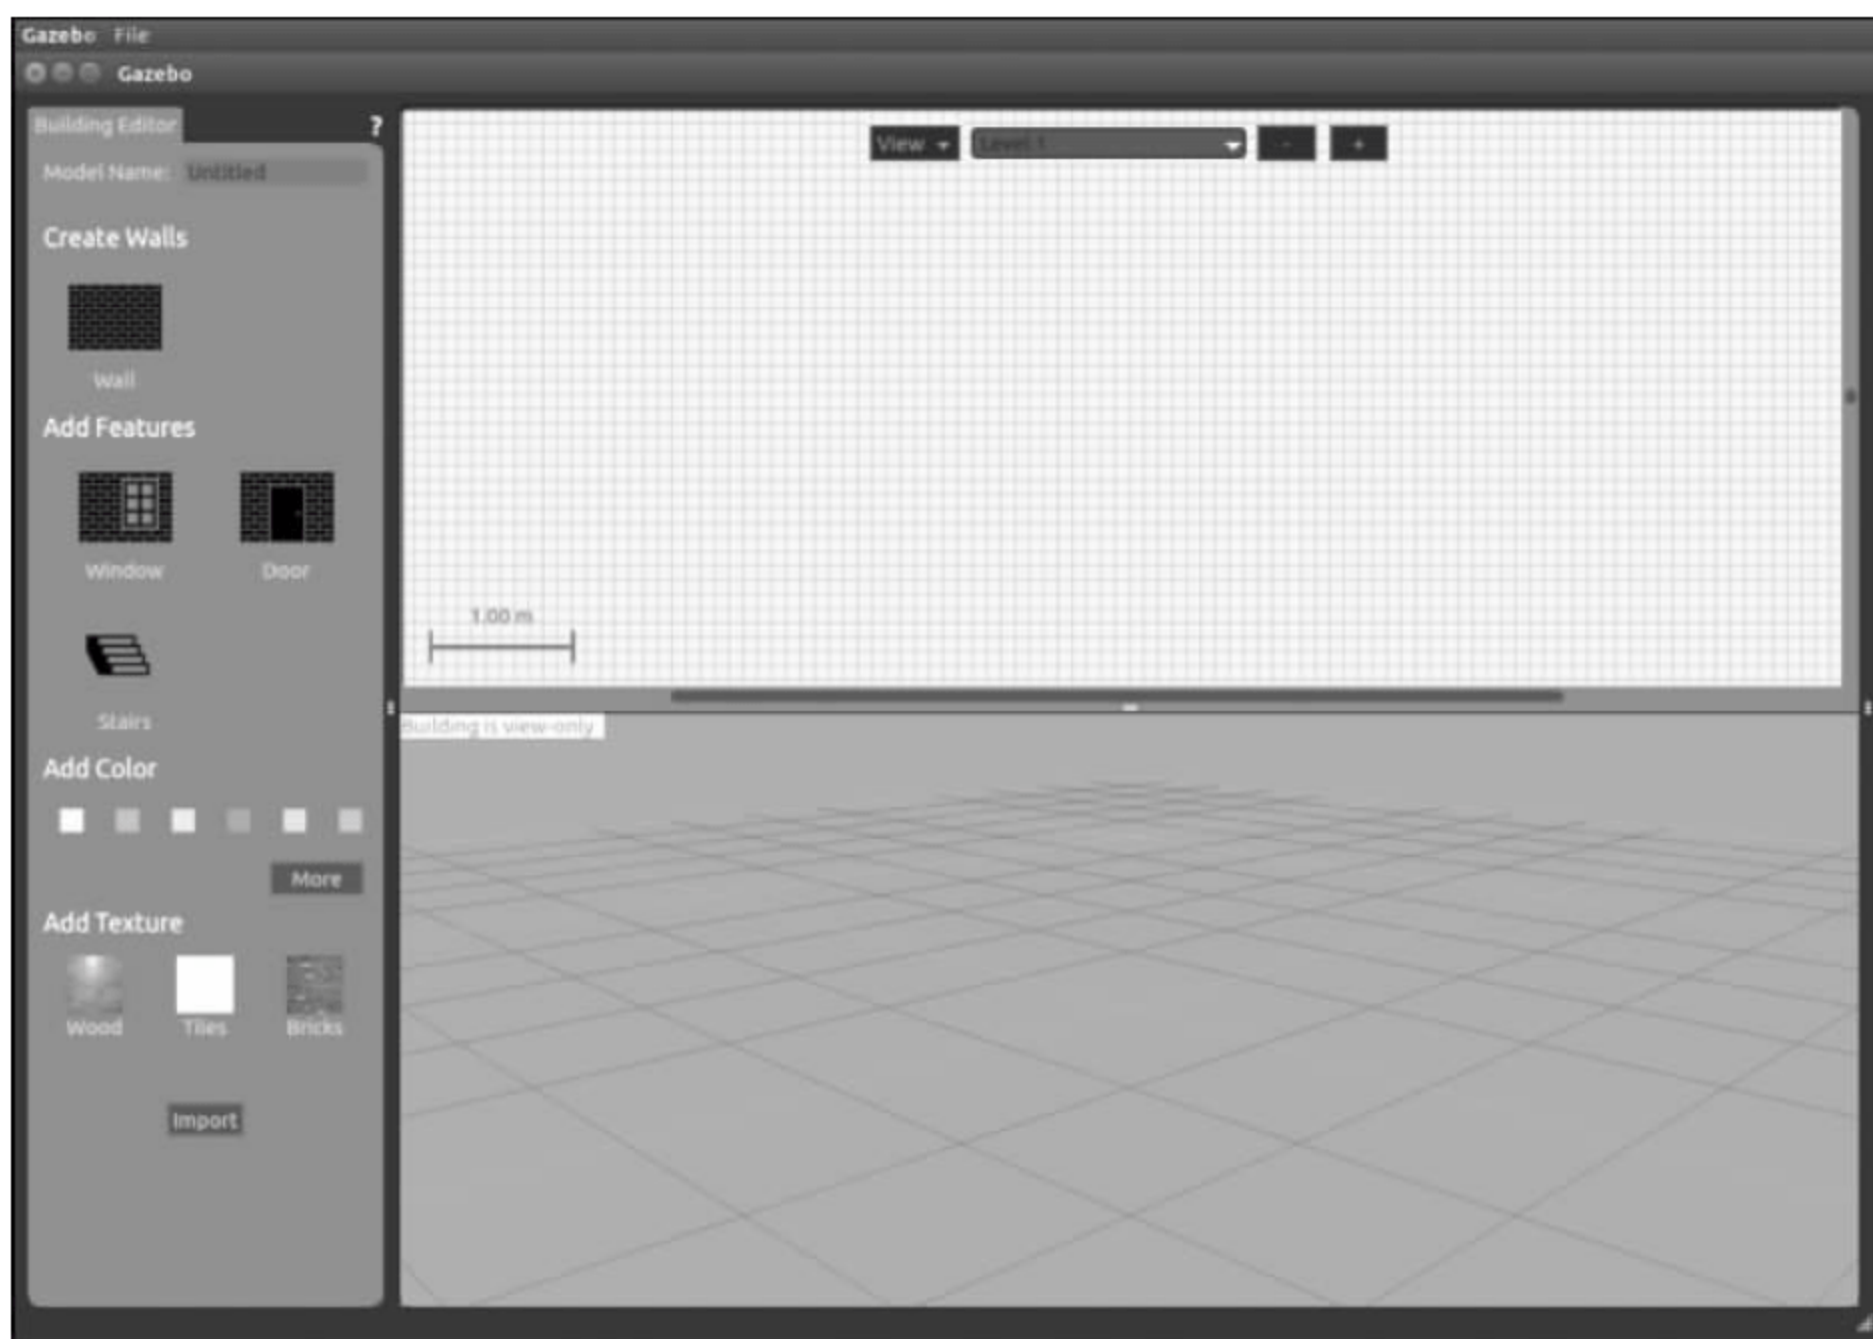 Gazebo File
Gazebo
Building Editor ?
Model Name: Untitled
Create Walls
Wall
Add Features
Window Door
Stairs
Add Color
More
Add Texture
Wood Tiles Bricks
Import
View Level 1 - +
1.00 m
Building is view-only